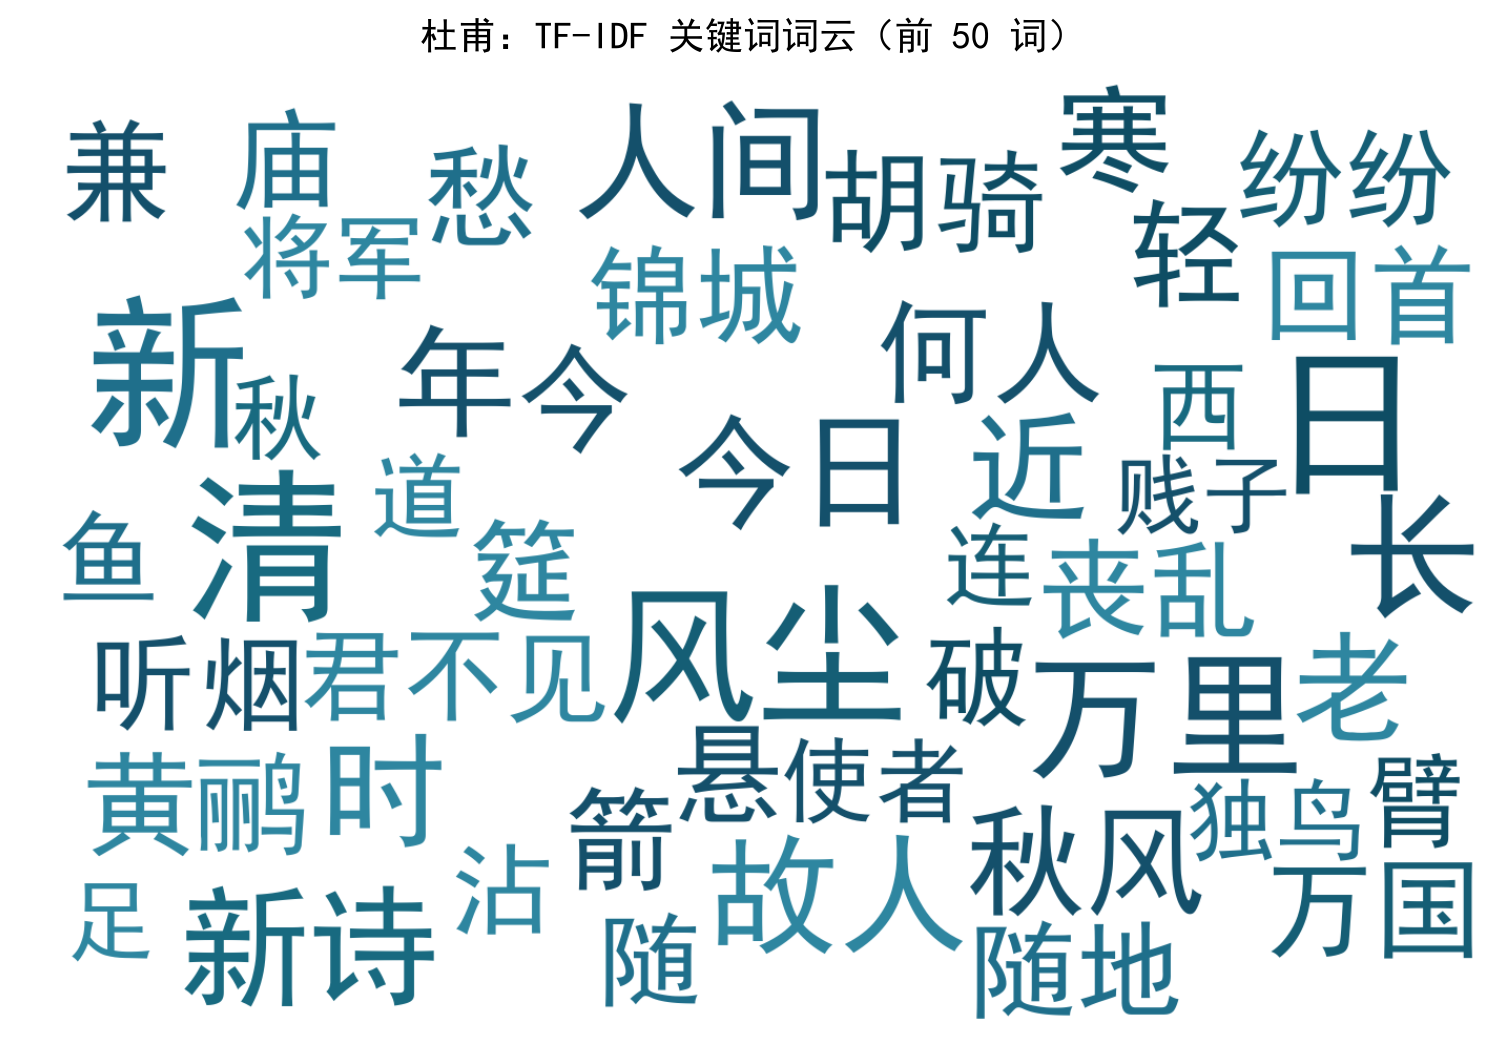 杜甫：TF-IDF 关键词词云（前 50 词）
兼
庙
愁
人间
胡骑
寒
纷纷
将军
锦城
轻
回首
新
秋
年
今
何人
西
日
今日
近
贱子
清
道
鱼
筵
连
丧乱
长
风尘
听
烟
君不见
破
万里
老
黄鹂
时
悬
使者
箭
独
鸟
臂
足
新诗
沾
随
故人
秋风
随地
万国